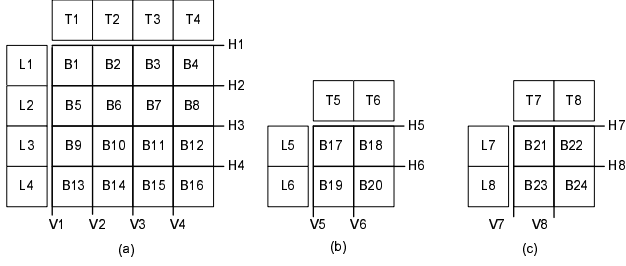 T1 T2 T3 T4
H1
L1 B1 B2 B3 B4
H2
L2 B5 B6 B7 B8
H3
L3 B9 B10 B11 B12
H4
L4 B13 B14 B15 B16
V1 V2 V3 V4
(a)
T5 T6
H5
L5 B17 B18
H6
L6 B19 B20
V5 V6
(b)
T7 T8
H7
L7 B21 B22
H8
L8 B23 B24
V7 V8
(c)